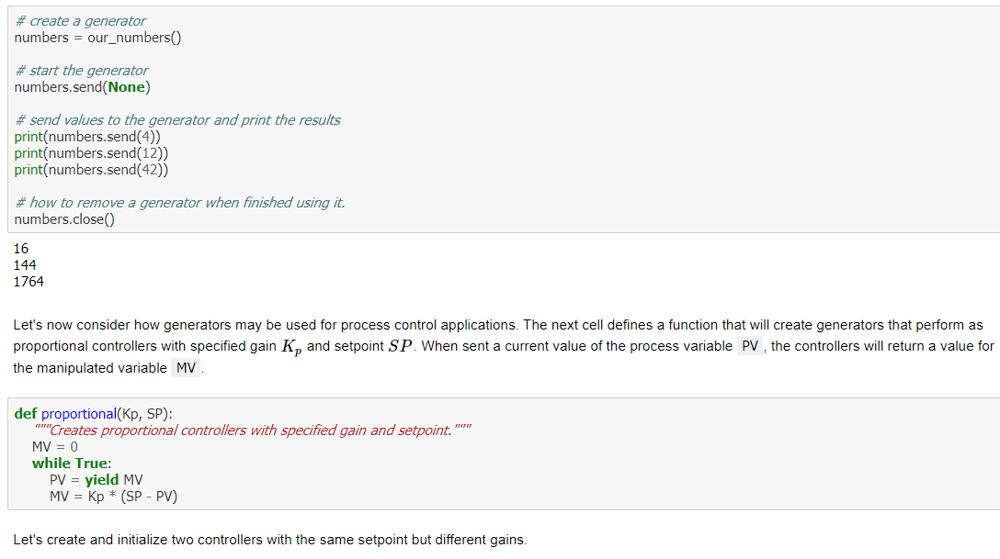 # create a generator
numbers = our_numbers()
# start the generator
numbers.send(None)
# send values to the generator and print the results
print(numbers.send(4))
print(numbers.send(12))
print(numbers.send(42))
# how to remove a generator when finished using it.
numbers.close()
16
144
1764
Let's now consider how generators may be used for process control applications. The next cell defines a function that will create generators that perform as
proportional controllers with specified gain Kp and setpoint SP. When sent a current value of the process variable PV , the controllers will return a value for
the manipulated variable MV .
def proportional(Kp, SP):
"""Creates proportional controllers with specified gain and setpoint."""
MV = 0
while True:
PV = yield MV
MV = Kp * (SP - PV)
Let's create and initialize two controllers with the same setpoint but different gains.